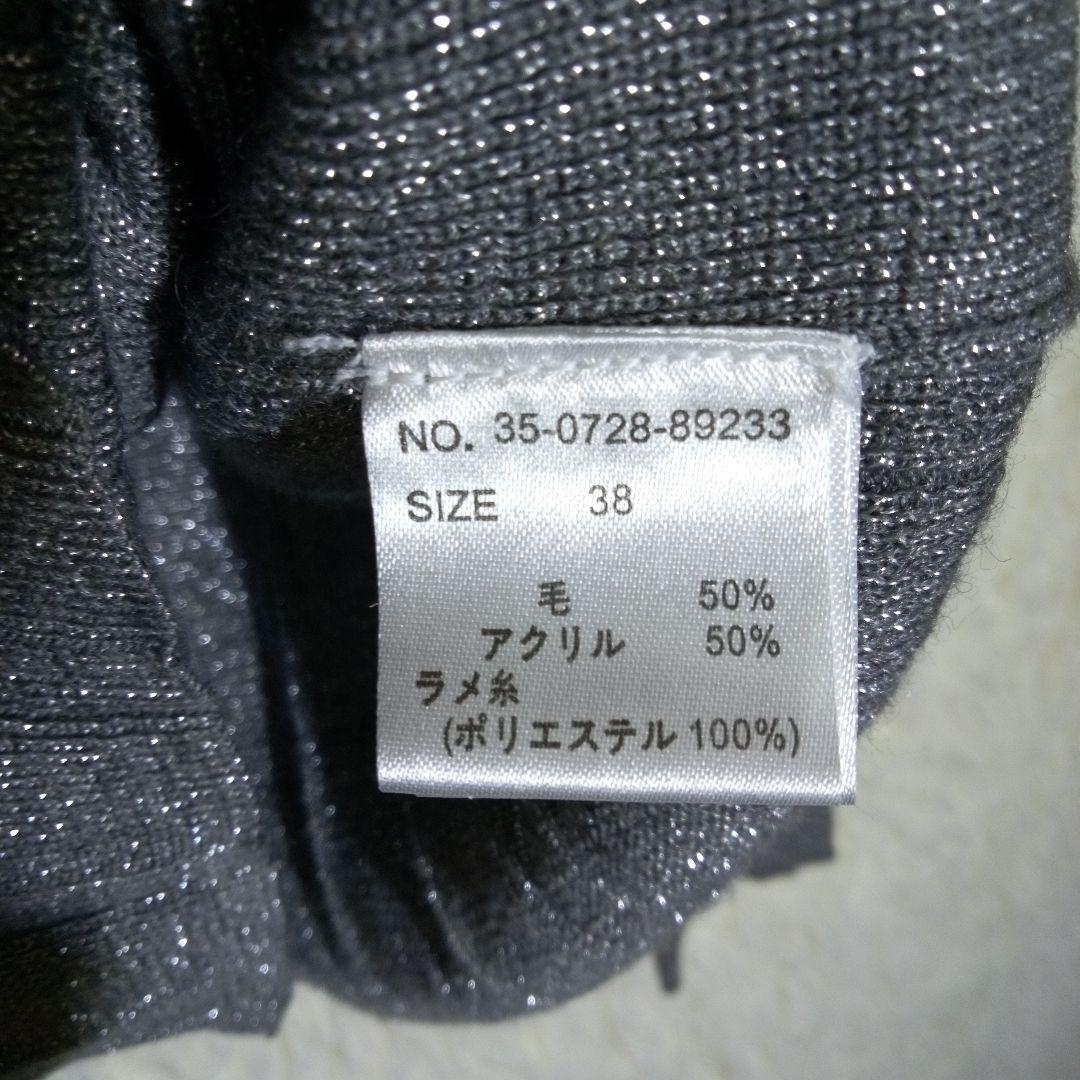 NO. 35-0728-89233
SIZE 38
毛 50%
アクリル 50%
ラメ糸
(ポリエステル 100%)